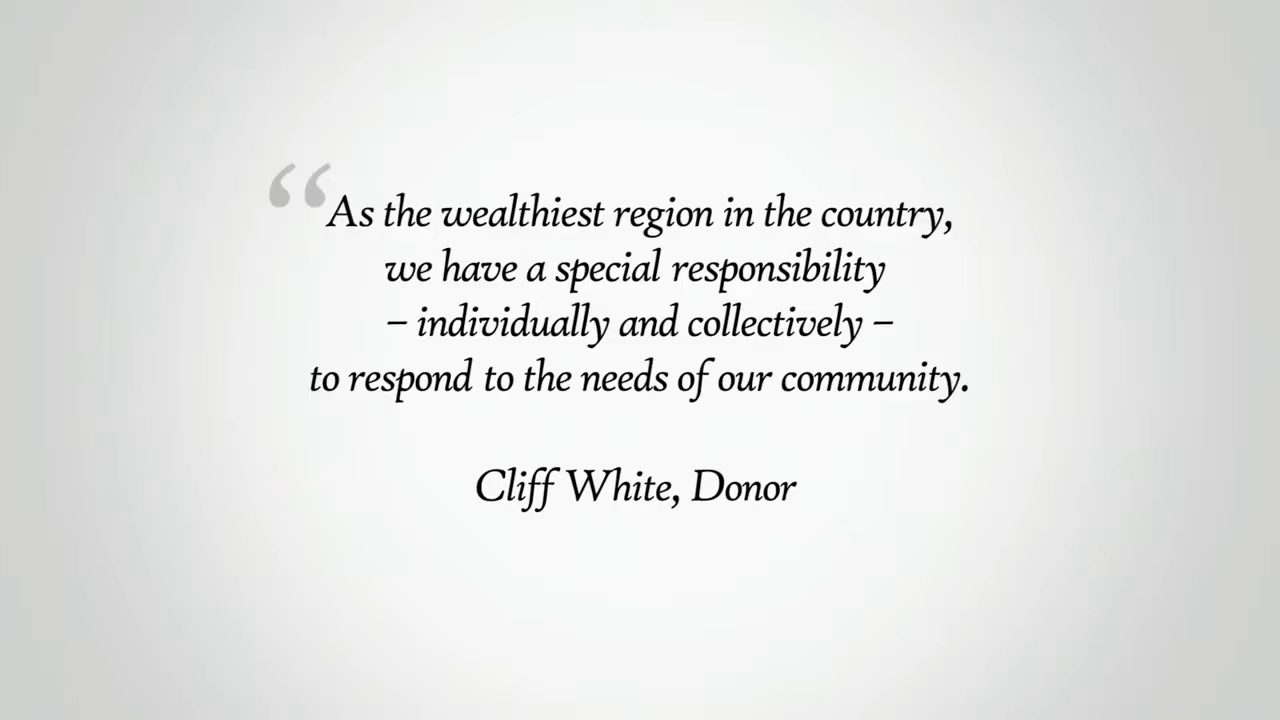 “As the wealthiest region in the country,
we have a special responsibility
– individually and collectively –
to respond to the needs of our community.
Cliff White, Donor